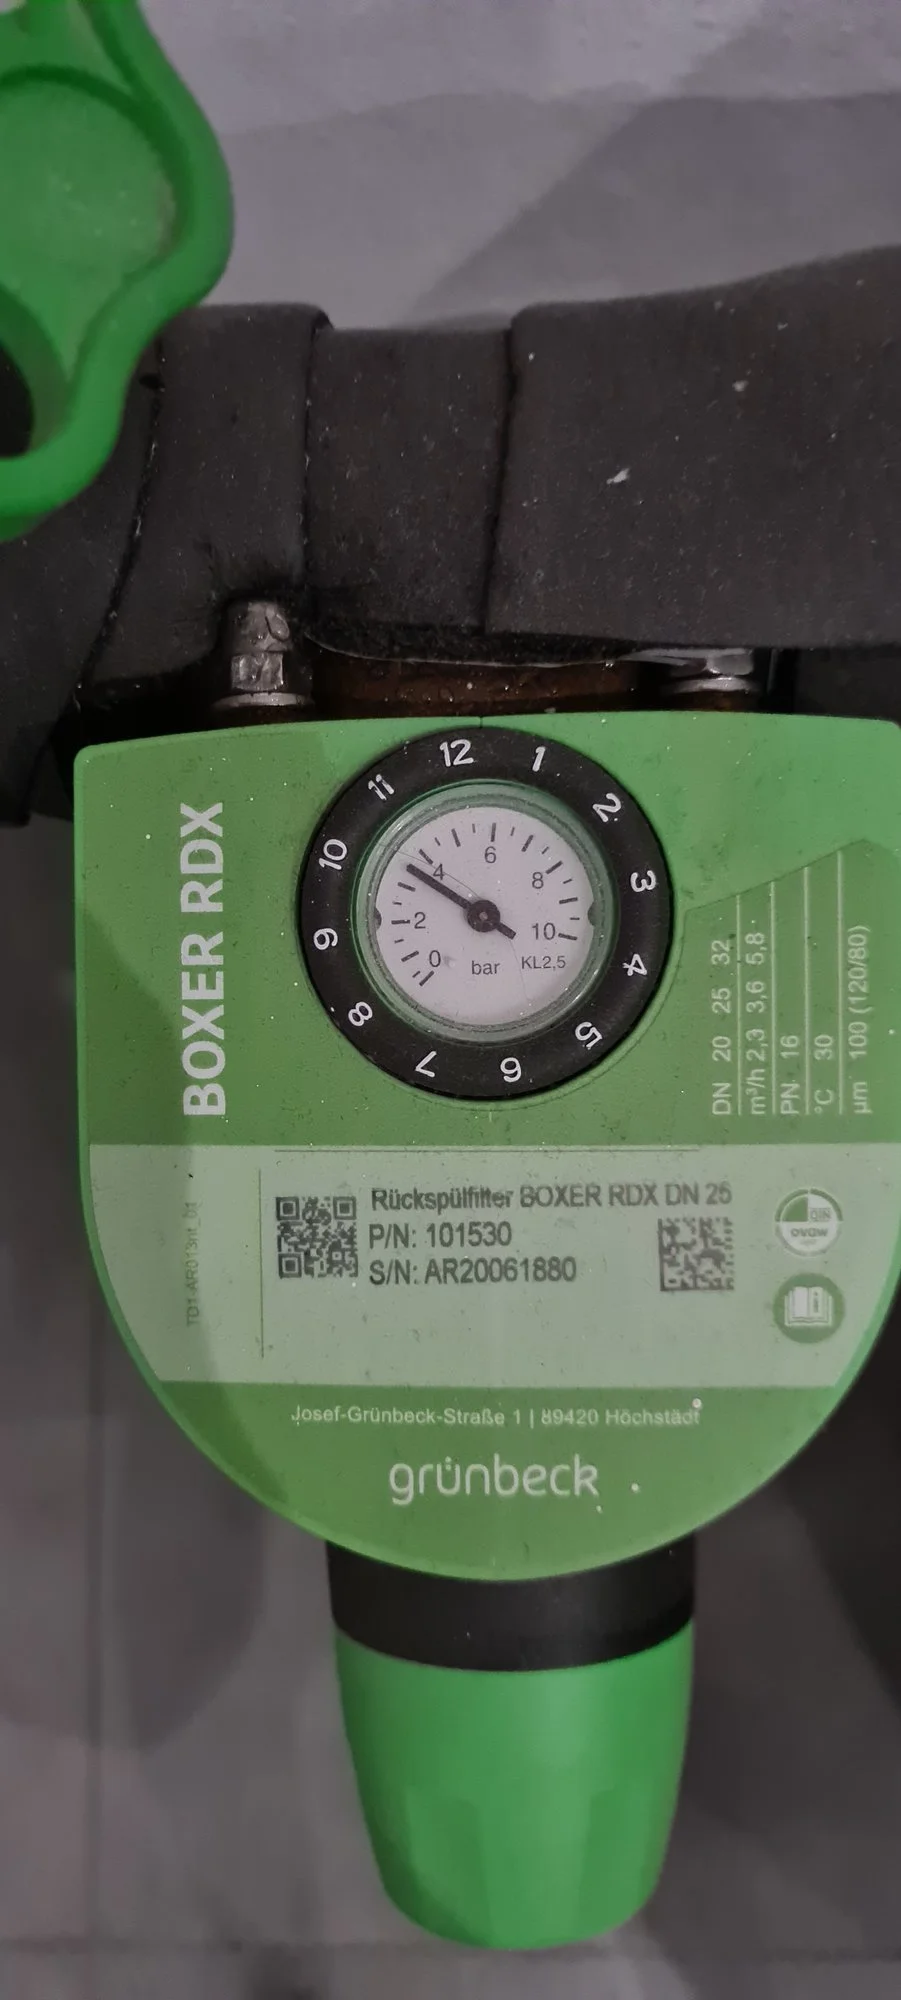 12
1
2
3
4
5
6
7
8
9
10
11
0
2
4
6
8
10
bar
KL2,5
BOXER RDX
DN 20 25 32
m³/h 2,3 3,6 5,8
PN 16
°C 30
µm 100 (120/80)
Rückspülfilter BOXER RDX DN 25
P/N: 101530
S/N: AR20061880
Josef-Grünbeck-Straße 1 | 89420 Höchstädt
grünbeck